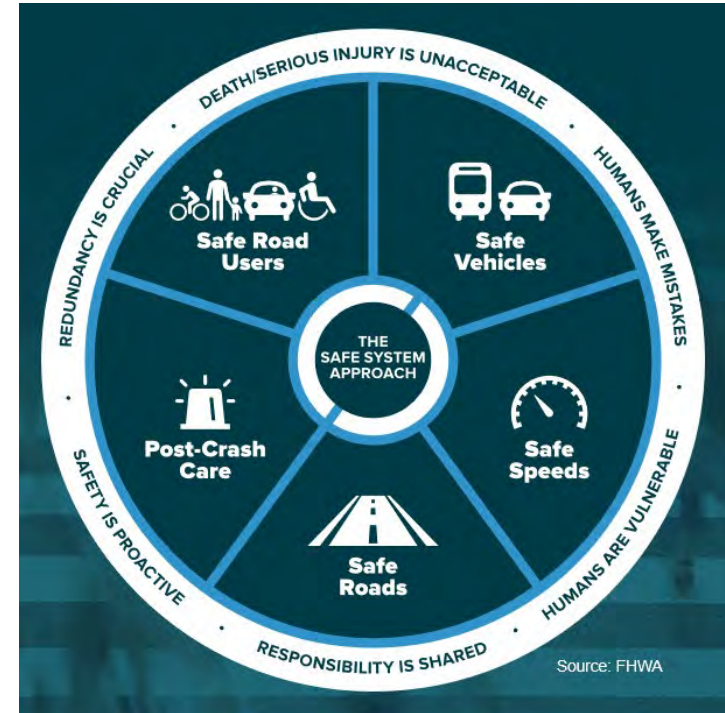 DEATH/SERIOUS INJURY IS UNACCEPTABLE
HUMANS MAKE MISTAKES
HUMANS ARE VULNERABLE
RESPONSIBILITY IS SHARED
SAFETY IS PROACTIVE
REDUNDANCY IS CRUCIAL
Safe Road
Users
Safe
Vehicles
THE
SAFE SYSTEM
APPROACH
Post-Crash
Care
Safe
Speeds
Safe
Roads
Source: FHWA